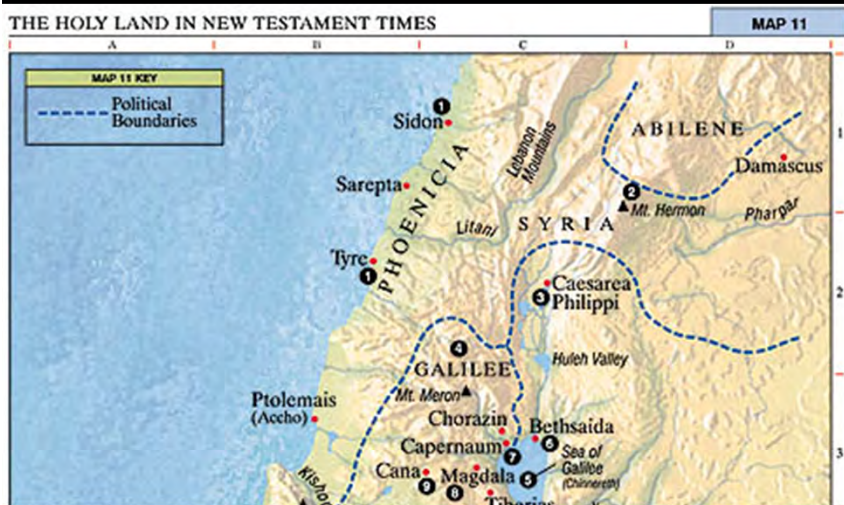 THE HOLY LAND IN NEW TESTAMENT TIMES
MAP 11
A
B
C
D
MAP 11 KEY
Political
Boundaries
1
Sidon
ABILENE
1
Lebanon
Mountains
Damascus
Sarepta
PHOENICIA
2
Mt. Hermon
Pharpar
Litani
SYRIA
Tyre
1
Caesarea
3
Philippi
2
4
GALILEE
Huleh Valley
Mt. Meron
Ptolemais
(Accho)
Chorazin
Bethsaida
Capernaum
6
7
Sea of
Galilee
(Chinnereth)
3
Cana
Magdala
5
9
8
Kishon
Tiberias